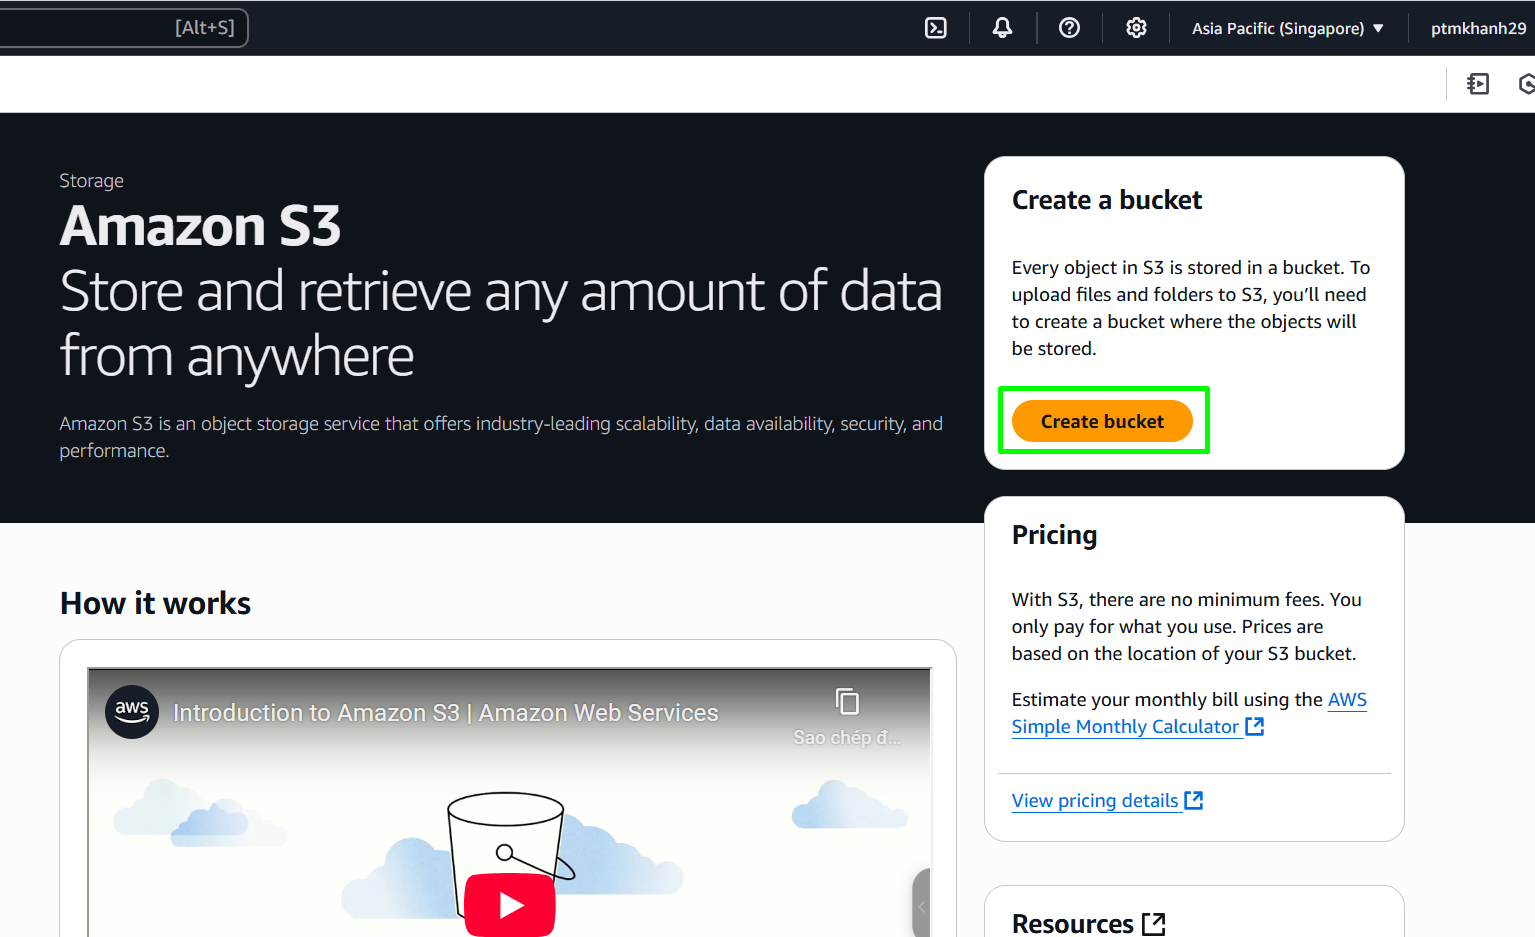 [Alt+S]
Asia Pacific (Singapore)
ptmkhanh29
Storage
Amazon S3
Store and retrieve any amount of data
from anywhere
Amazon S3 is an object storage service that offers industry-leading scalability, data availability, security, and
performance.
Create a bucket
Every object in S3 is stored in a bucket. To
upload files and folders to S3, you’ll need
to create a bucket where the objects will
be stored.
Create bucket
Pricing
With S3, there are no minimum fees. You
only pay for what you use. Prices are
based on the location of your S3 bucket.
Estimate your monthly bill using the AWS
Simple Monthly Calculator
View pricing details
Resources
How it works
aws
Introduction to Amazon S3 | Amazon Web Services
Sao chép đ...